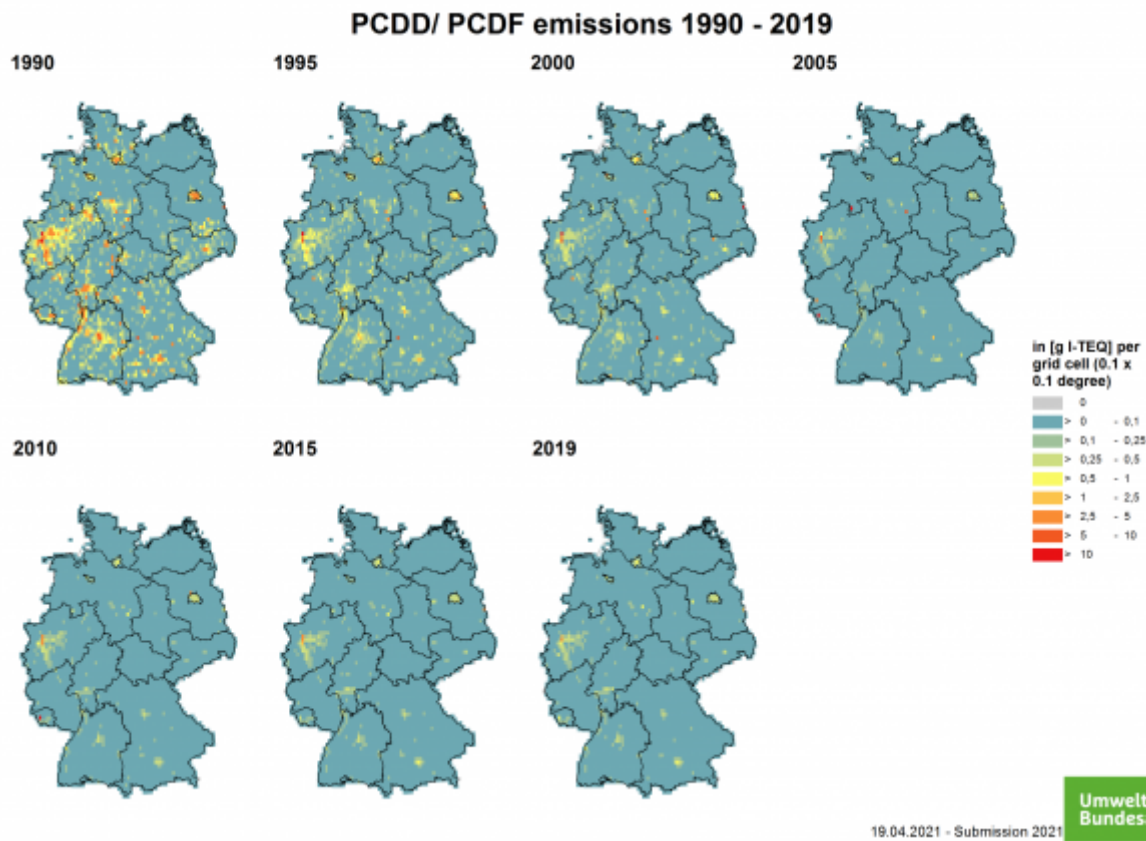 PCDD/ PCDF emissions 1990 - 2019
1990
1995
2000
2005
in [g I-TEQ] per
grid cell (0.1 x
0.1 degree)
0
> 0 - 0,1
> 0,1 - 0,25
> 0,25 - 0,5
> 0,5 - 1
> 1 - 2,5
> 2,5 - 5
> 5 - 10
> 10
2010
2015
2019
Umwelt
Bundesa
19.04.2021 - Submission 2021